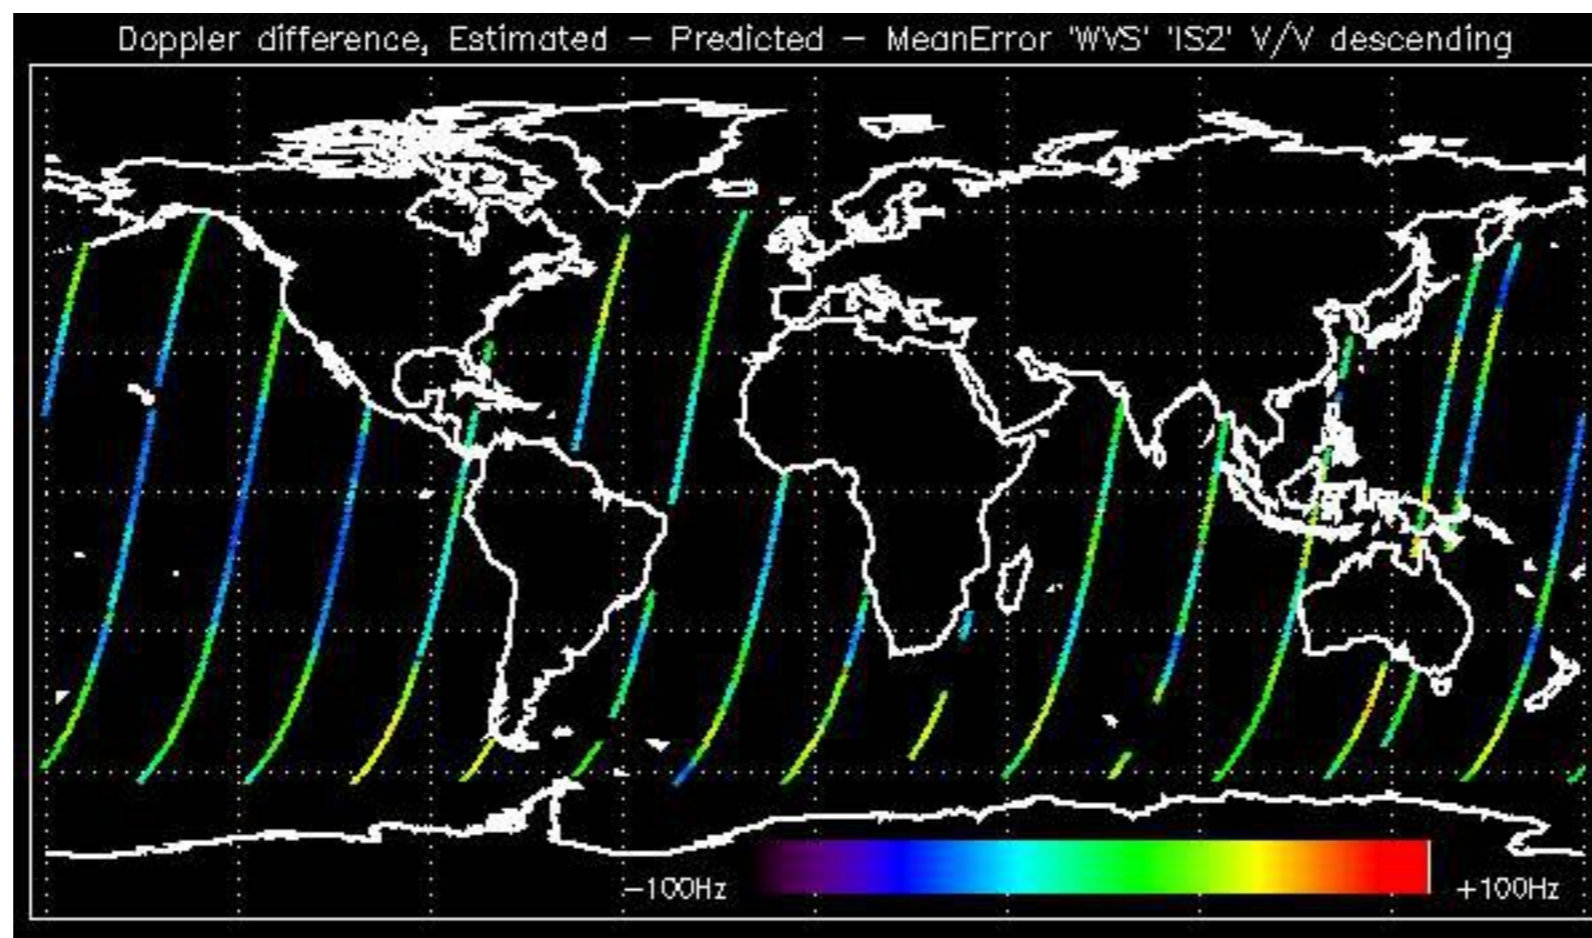 Doppler difference, Estimated – Predicted – MeanError 'WVS' 'IS2' V/V descending
–100Hz +100Hz